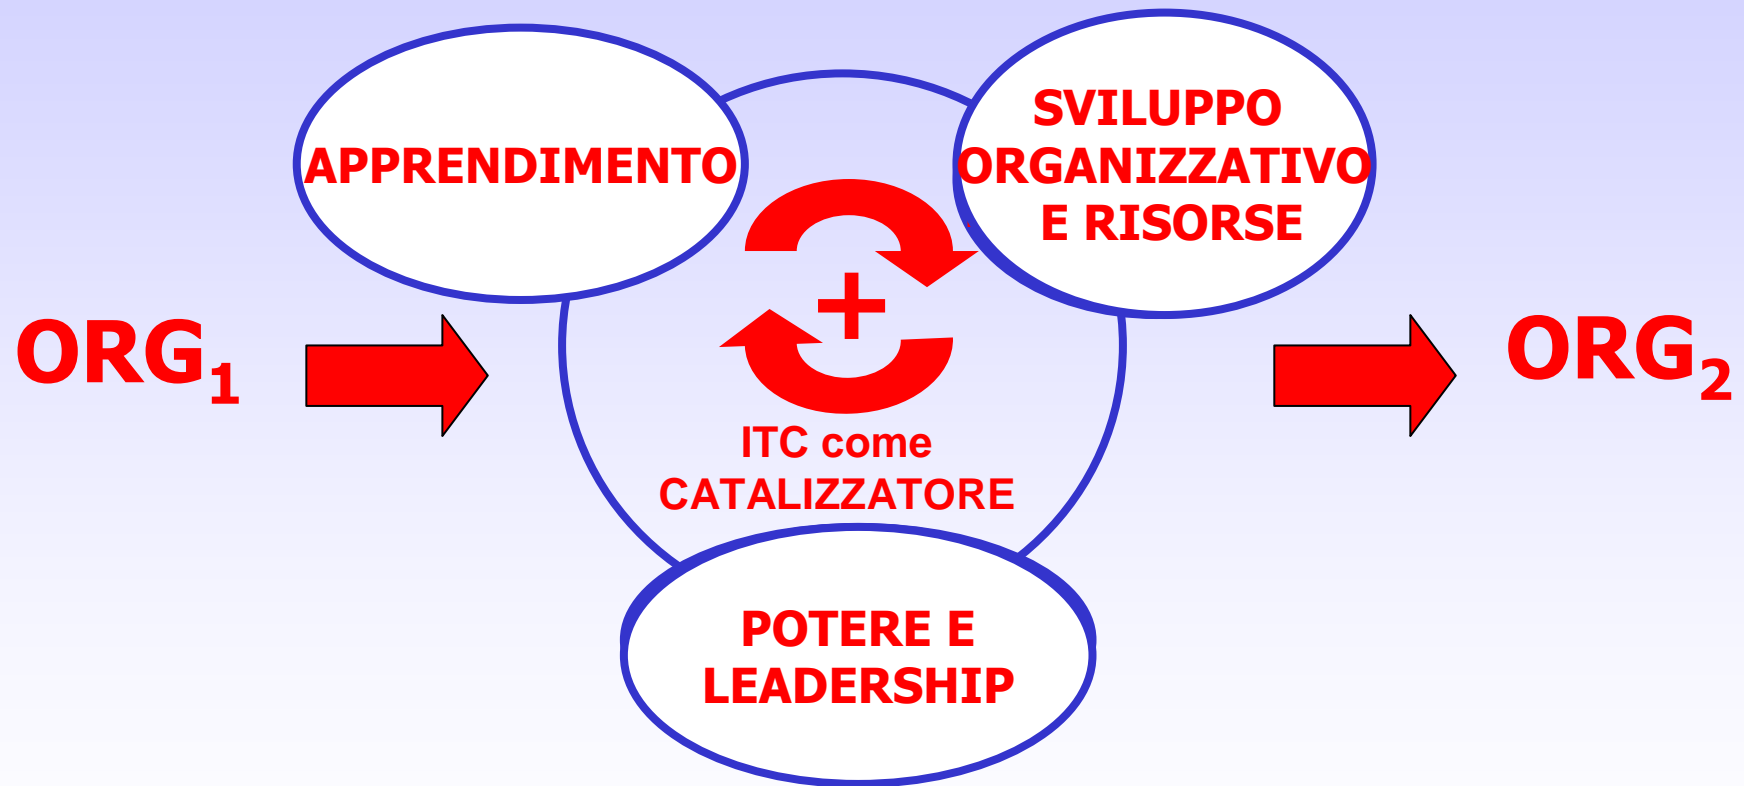 APPRENDIMENTO
SVILUPPO
ORGANIZZATIVO
E RISORSE
+
ORG₁
ORG₂
ITC come
CATALIZZATORE
POTERE E
LEADERSHIP